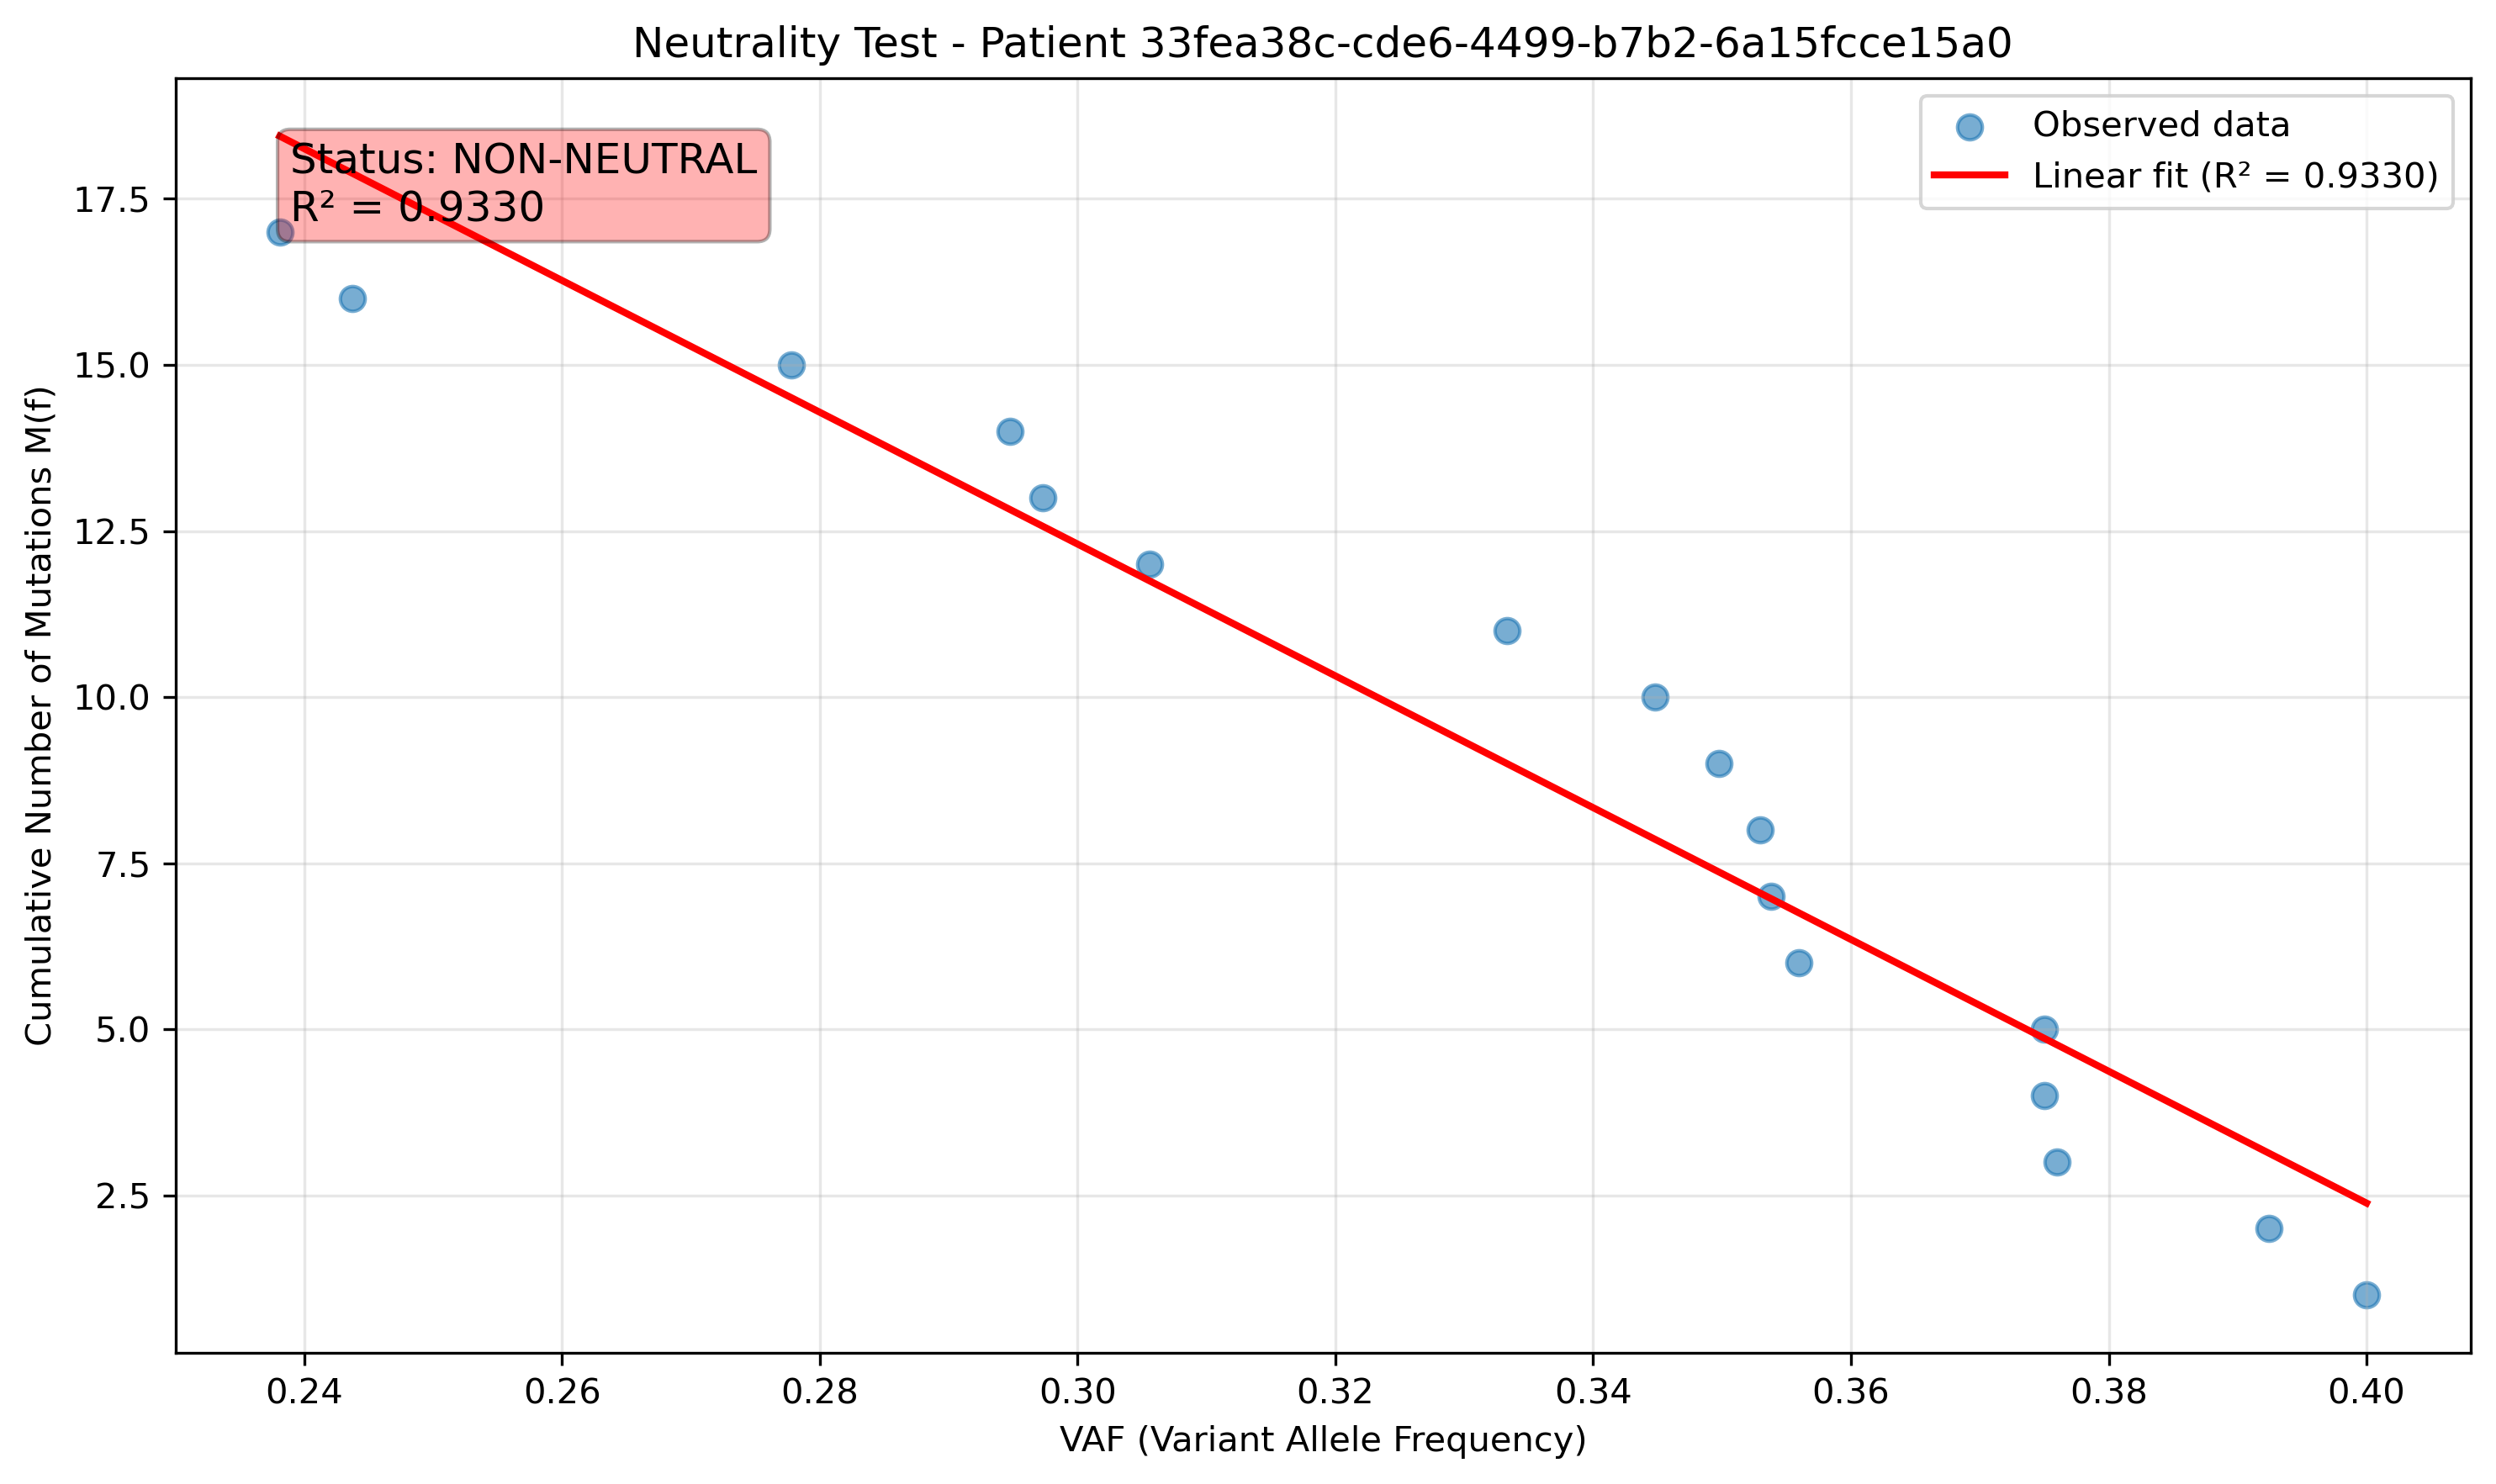 Neutrality Test - Patient 33fea38c-cde6-4499-b7b2-6a15fcce15a0
Status: NON-NEUTRAL
R² = 0.9330
Observed data
Linear fit (R² = 0.9330)
Cumulative Number of Mutations M(f)
17.5
15.0
12.5
10.0
7.5
5.0
2.5
0.24
0.26
0.28
0.30
0.32
0.34
0.36
0.38
0.40
VAF (Variant Allele Frequency)